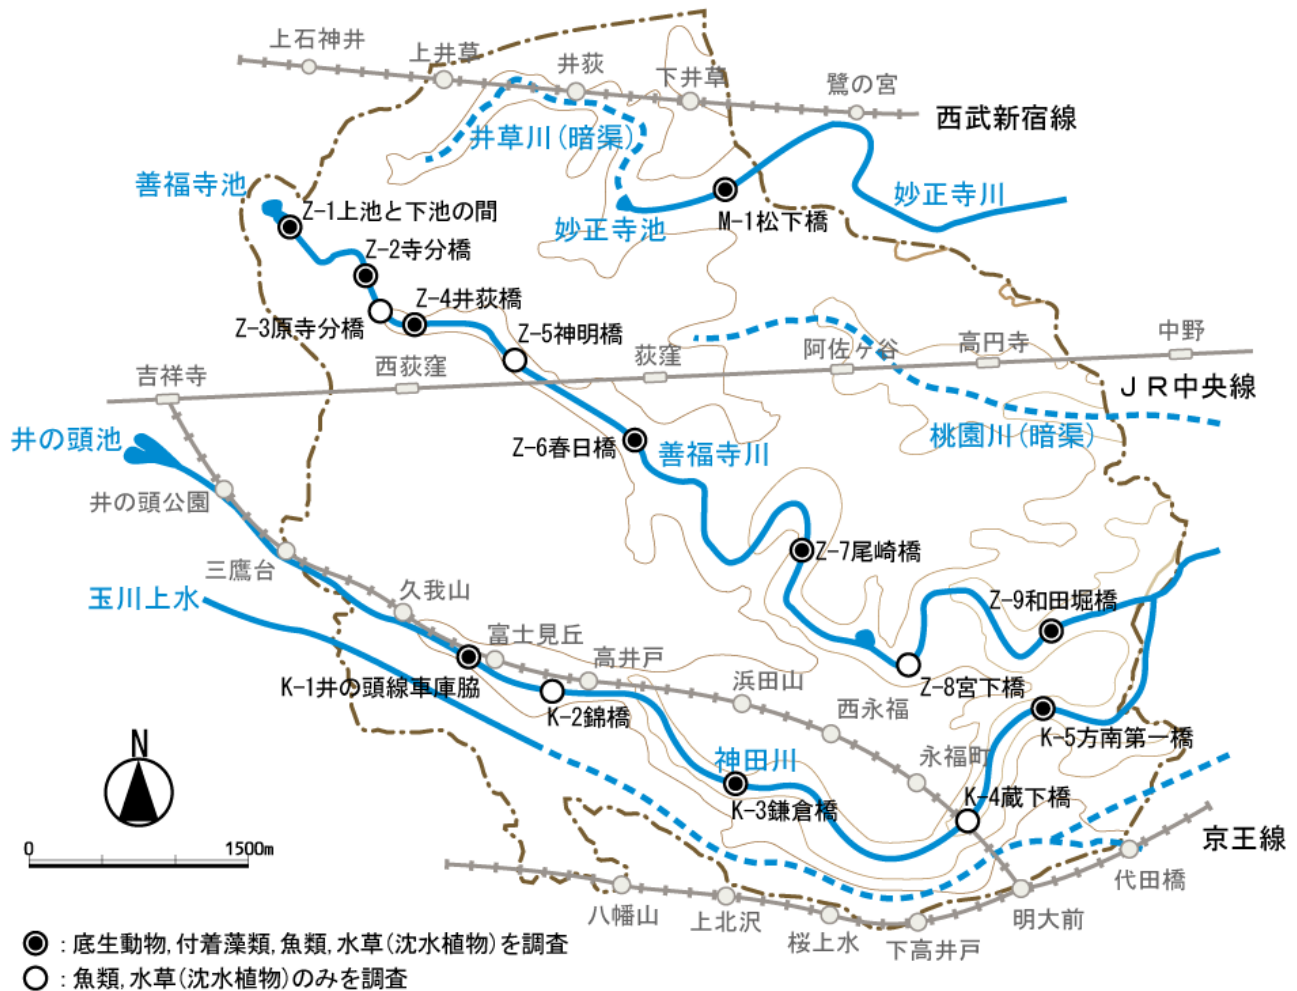 上石神井
上井草
井荻
下井草
鷺の宮
西武新宿線
井草川(暗渠)
善福寺池
Z-1上池と下池の間
妙正寺川
妙正寺池
M-1松下橋
Z-2寺分橋
Z-4井荻橋
Z-3原寺分橋
Z-5神明橋
西荻窪
荻窪
阿佐ヶ谷
高円寺
中野
吉祥寺
JR中央線
井の頭池
Z-6春日橋
善福寺川
桃園川(暗渠)
井の頭公園
三鷹台
Z-7尾崎橋
玉川上水
久我山
Z-9和田堀橋
富士見丘
高井戸
K-1井の頭線車庫脇
浜田山
Z-8宮下橋
K-2錦橋
西永福
K-5方南第一橋
N
神田川
永福町
K-3鎌倉橋
K-4蔵下橋
0 1500m
京王線
代田橋
八幡山
上北沢
桜上水
下高井戸
明大前
:底生動物,付着藻類,魚類,水草(沈水植物)を調査
:魚類,水草(沈水植物)のみを調査